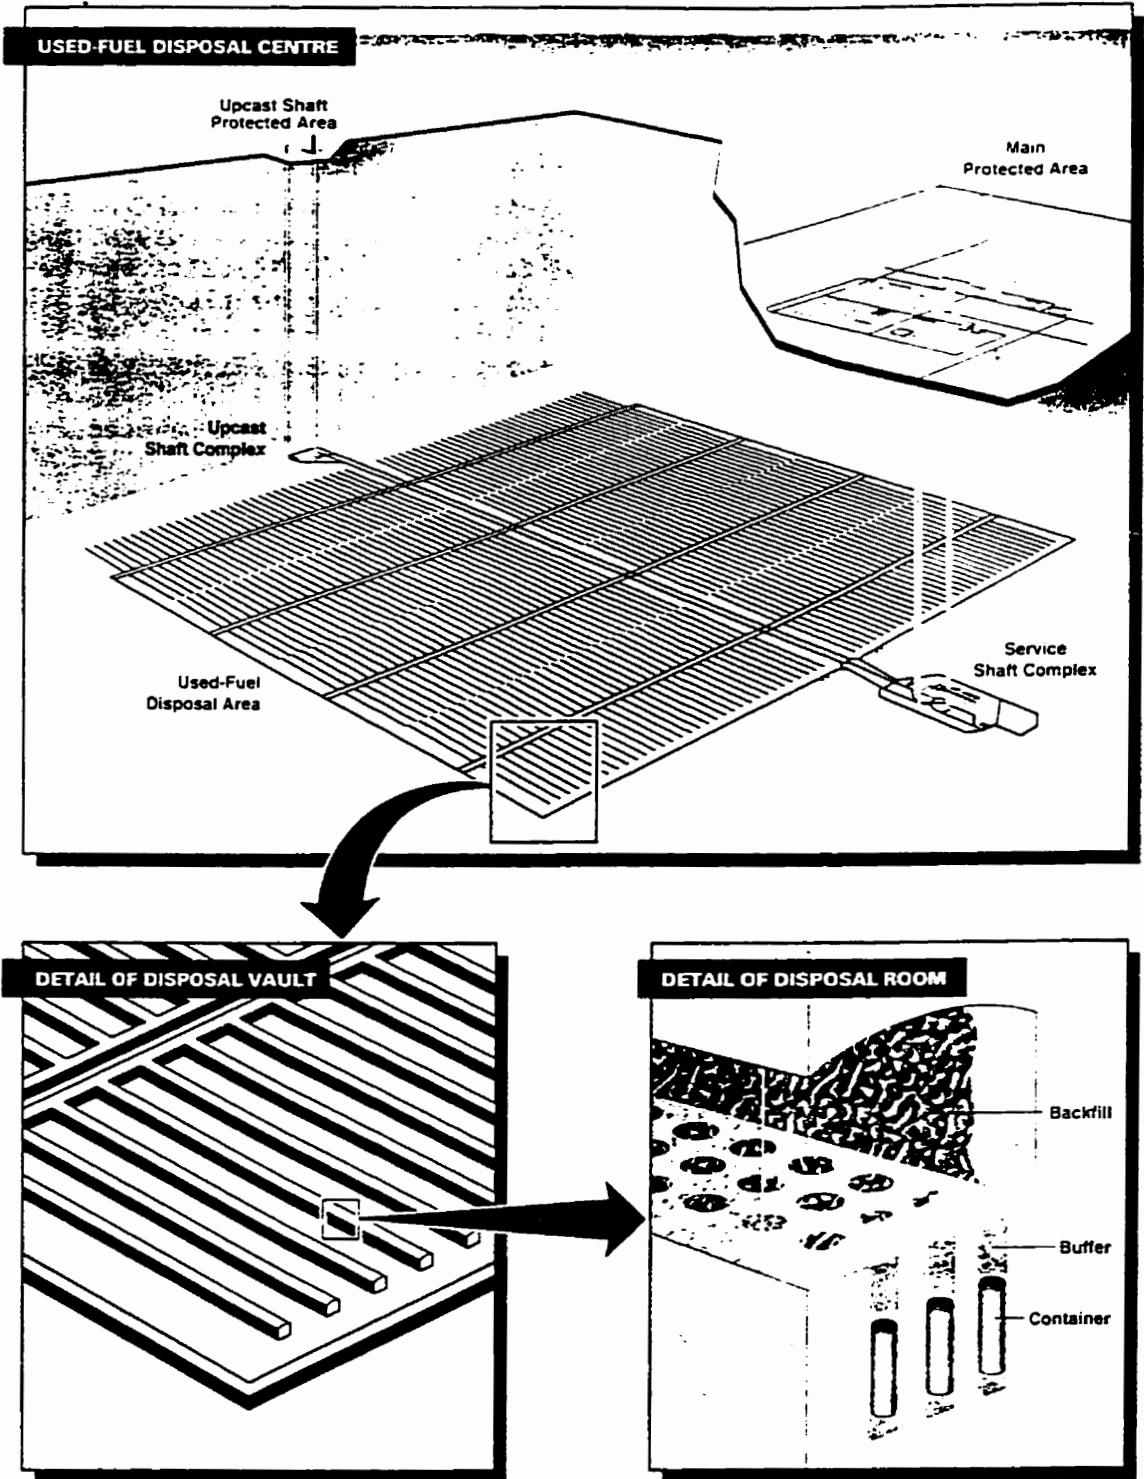 USED-FUEL DISPOSAL CENTRE
Upcast Shaft
Protected Area
Main
Protected Area
Upcast
Shaft Complex
Service
Shaft Complex
Used-Fuel
Disposal Area
DETAIL OF DISPOSAL VAULT
DETAIL OF DISPOSAL ROOM
Backfill
Buffer
Container